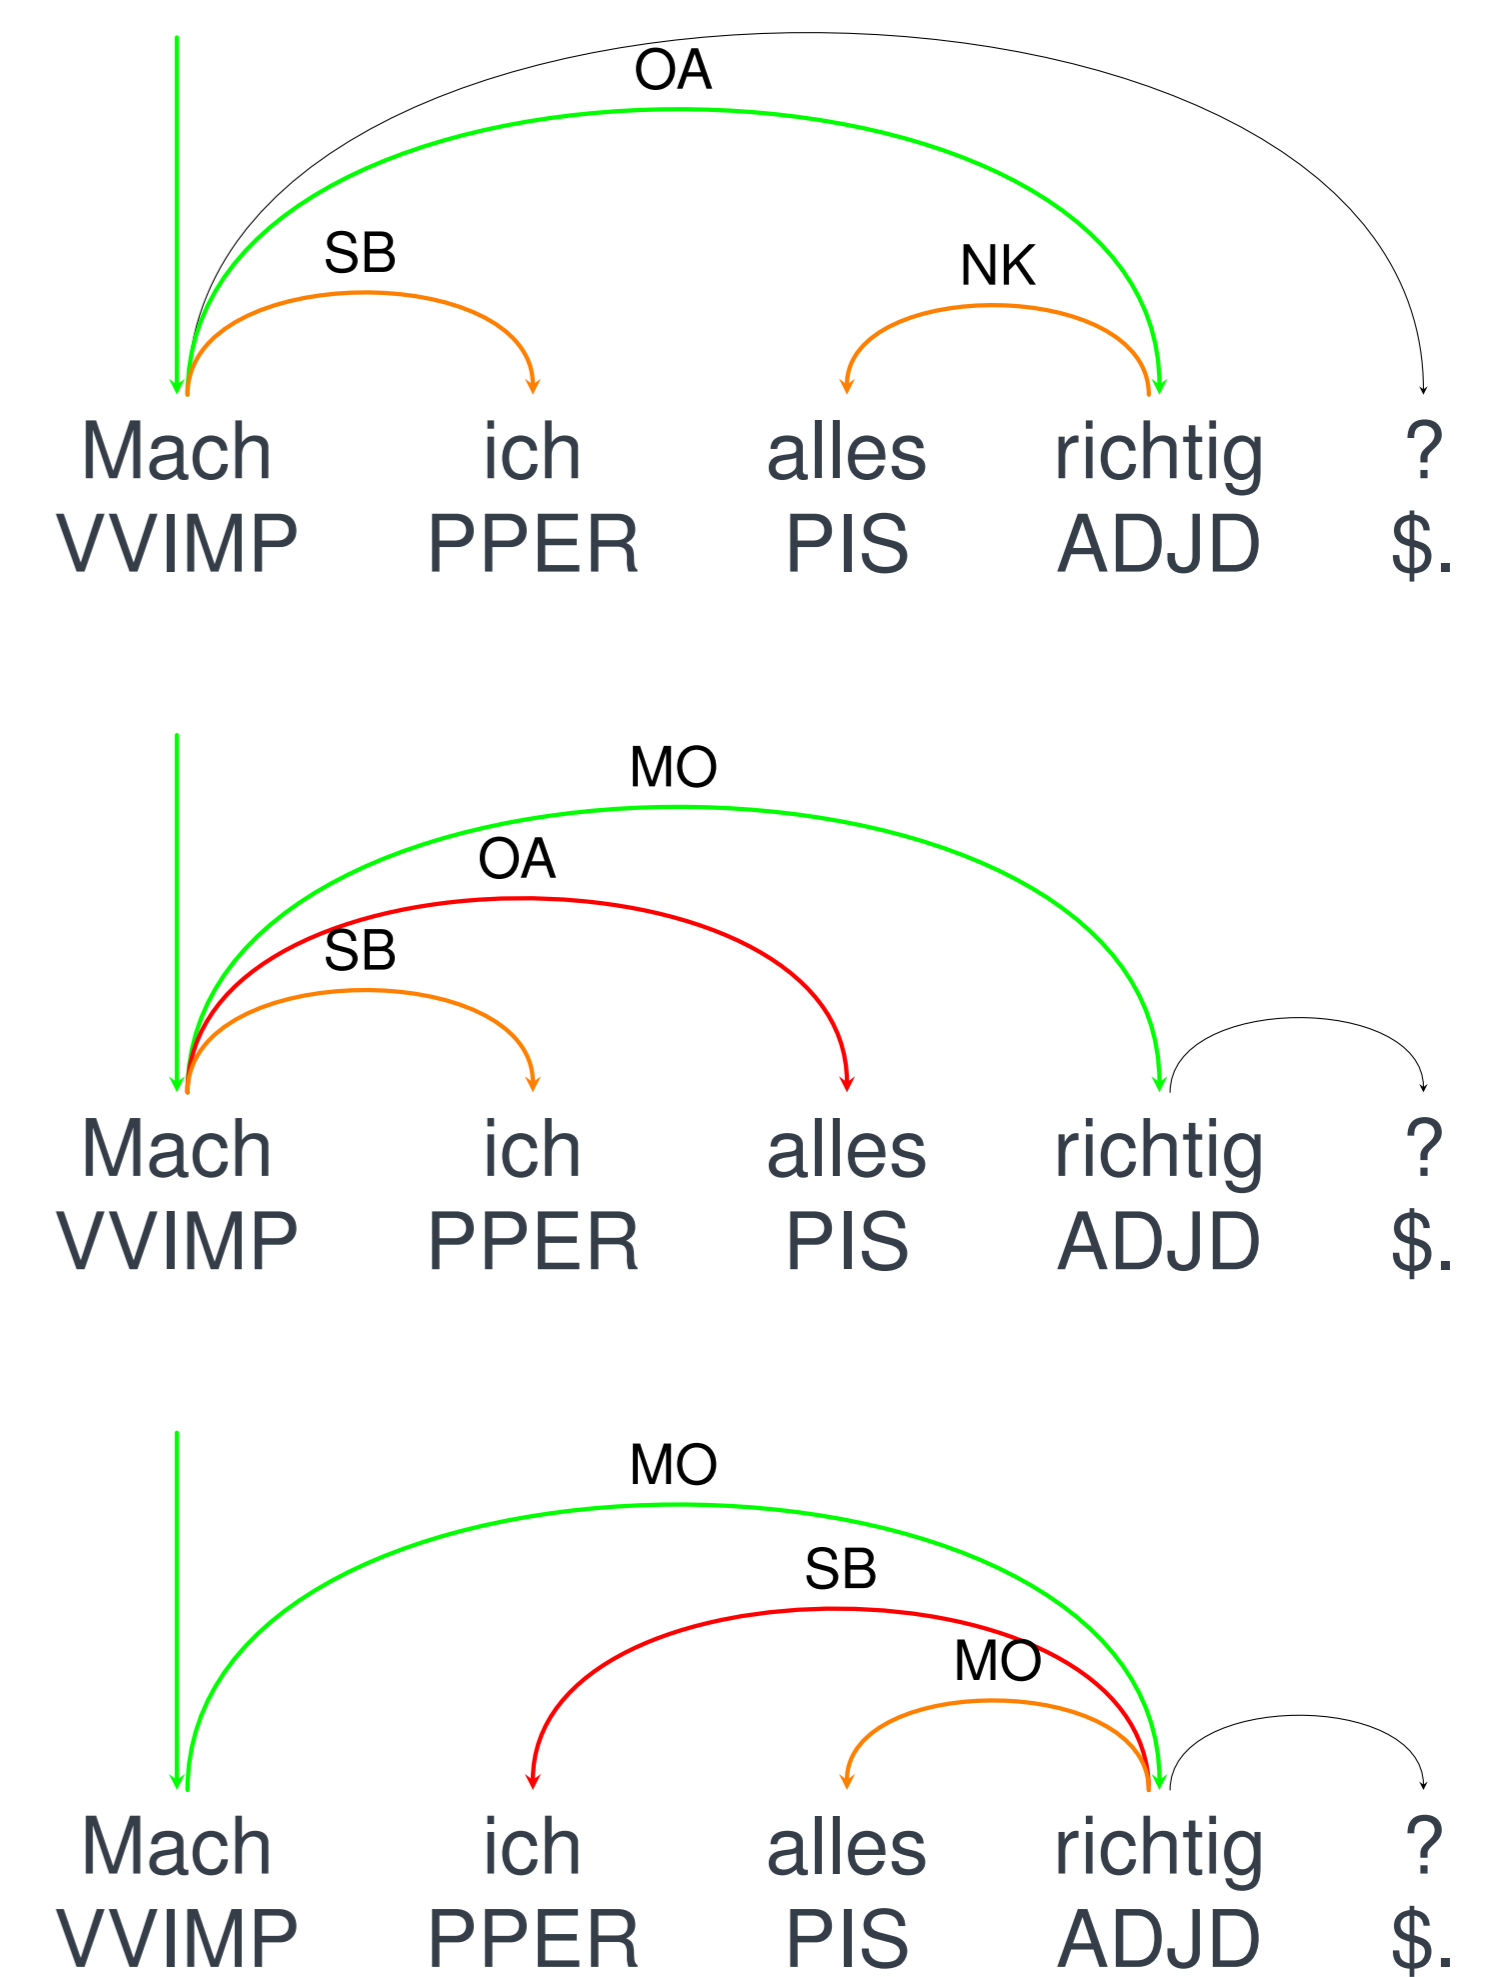 OA
SB NK
Mach ich alles richtig ?
VVIMP PPER PIS ADJD $.
MO
OA
SB
Mach ich alles richtig ?
VVIMP PPER PIS ADJD $.
MO
SB
MO
Mach ich alles richtig ?
VVIMP PPER PIS ADJD $.